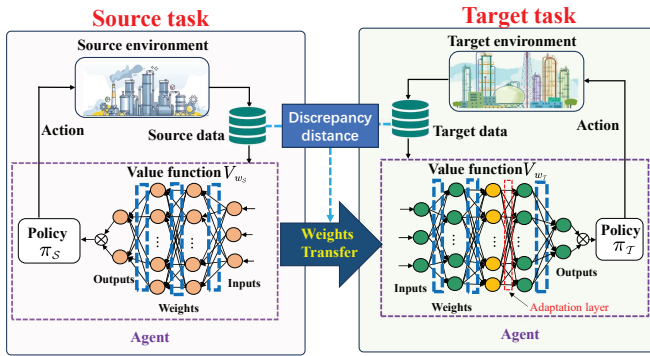 Source task
Source environment
Action
Source data
Value function V_{w_S}
Policy
π_S
Outputs
Weights
Inputs
Agent
Discrepancy
distance
Weights
Transfer
Target task
Target environment
Target data
Action
Value function V_{w_T}
Policy
π_T
Outputs
Inputs
Weights
Adaptation layer
Agent